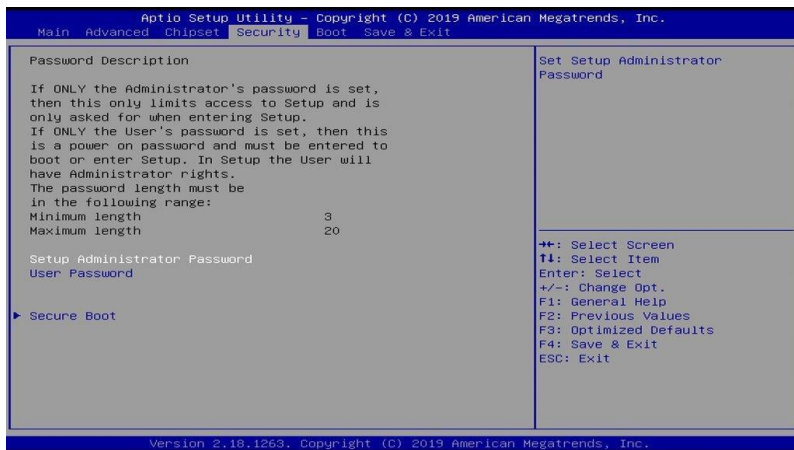 Aptio Setup Utility – Copyright (C) 2019 American Megatrends, Inc.
Main Advanced Chipset Security Boot Save & Exit
Password Description
If ONLY the Administrator's password is set,
then this only limits access to Setup and is
only asked for when entering Setup.
If ONLY the User's password is set, then this
is a power on password and must be entered to
boot or enter Setup. In Setup the User will
have Administrator rights.
The password length must be
in the following range:
Minimum length 3
Maximum length 20
Setup Administrator Password
User Password
► Secure Boot
Set Setup Administrator
Password
→←: Select Screen
↑↓: Select Item
Enter: Select
+/-: Change Opt.
F1: General Help
F2: Previous Values
F3: Optimized Defaults
F4: Save & Exit
ESC: Exit
Version 2.18.1263. Copyright (C) 2019 American Megatrends, Inc.